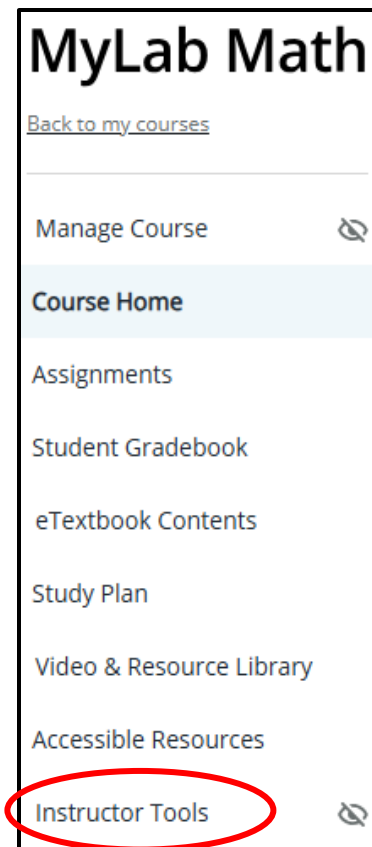 MyLab Math
Back to my courses
Manage Course
Course Home
Assignments
Student Gradebook
eTextbook Contents
Study Plan
Video & Resource Library
Accessible Resources
Instructor Tools